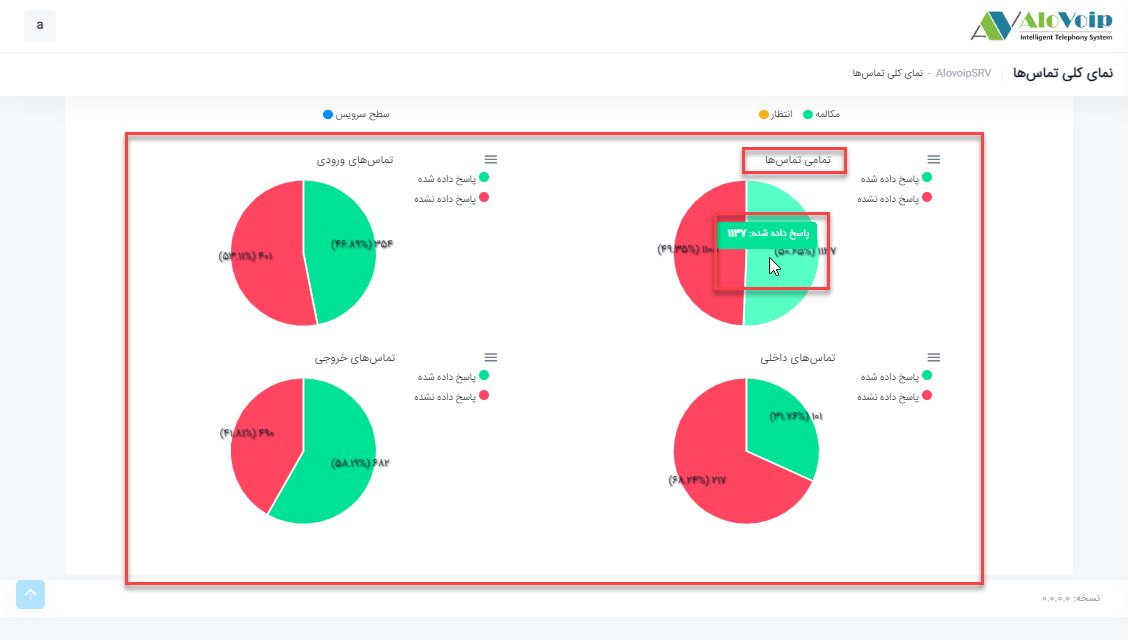 AloVoip
Intelligent Telephony System
a
نمای کلی تماس‌ها
AlovoipSRV - نمای کلی تماس‌ها
مکالمه
انتظار
سطح سرویس
تمامی تماس‌ها
پاسخ داده شده
پاسخ داده نشده
پاسخ داده شده: ۱۱۳۷
۱۱۳۷ (۵۰.۶۵%)
(۴۹.۳۵%)
تماس‌های ورودی
پاسخ داده شده
پاسخ داده نشده
۳۵۴ (۴۶.۸۹%)
۴۰۱ (۵۳.۱۱%)
تماس‌های داخلی
پاسخ داده شده
پاسخ داده نشده
۱۰۱ (۳۱.۷۶%)
۲۱۷ (۶۸.۲۴%)
تماس‌های خروجی
پاسخ داده شده
پاسخ داده نشده
۶۸۲ (۵۸.۱۹%)
۴۹۰ (۴۱.۸۱%)
نسخه: ۰.۰.۰.۰